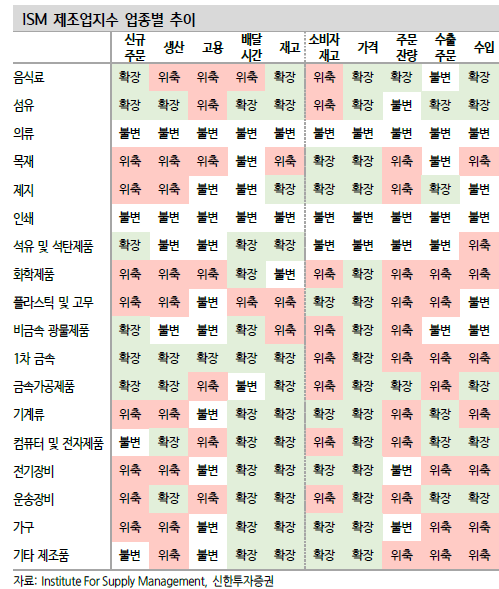 ISM 제조업지수 업종별 추이
신규 주문 생산 고용 배달 시간 재고 소비자 재고 가격 주문 잔량 수출 주문 수입
음식료 확장 위축 위축 위축 확장 위축 확장 확장 불변 확장
섬유 확장 확장 위축 확장 확장 위축 확장 불변 확장 확장
의류 불변 불변 불변 불변 불변 불변 불변 불변 불변 불변
목재 위축 위축 위축 불변 위축 확장 확장 위축 불변 위축
제지 위축 위축 불변 불변 확장 확장 확장 위축 확장 위축
인쇄 불변 불변 불변 불변 불변 불변 불변 불변 불변 불변
석유 및 석탄제품 확장 불변 불변 확장 확장 불변 불변 불변 불변 위축
화학제품 위축 위축 위축 확장 불변 위축 확장 위축 위축 위축
플라스틱 및 고무 위축 위축 불변 위축 위축 확장 확장 위축 위축 불변
비금속 광물제품 확장 불변 불변 확장 위축 위축 확장 위축 불변 불변
1차 금속 확장 확장 확장 확장 확장 위축 확장 위축 위축 위축
금속가공제품 확장 확장 위축 불변 확장 위축 확장 확장 위축 확장
기계류 위축 위축 불변 확장 확장 확장 확장 위축 확장 위축
컴퓨터 및 전자제품 불변 확장 위축 확장 확장 위축 확장 위축 확장 확장
전기장비 위축 위축 불변 확장 확장 확장 확장 불변 위축 위축
운송장비 위축 확장 위축 확장 확장 위축 확장 위축 확장 확장
가구 위축 위축 불변 확장 확장 확장 확장 불변 위축 위축
기타 제조품 불변 위축 불변 확장 확장 확장 확장 위축 위축 위축
자료: Institute For Supply Management, 신한투자증권